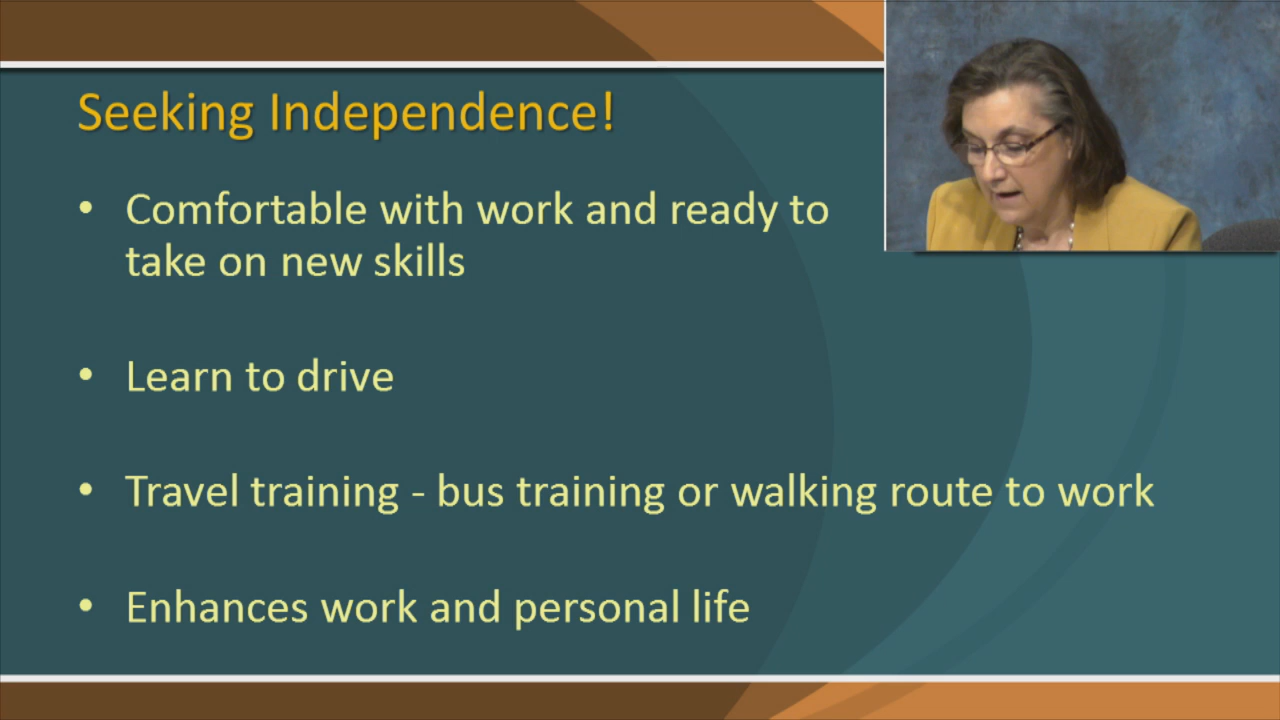 Seeking Independence!
• Comfortable with work and ready to
take on new skills
• Learn to drive
• Travel training - bus training or walking route to work
• Enhances work and personal life